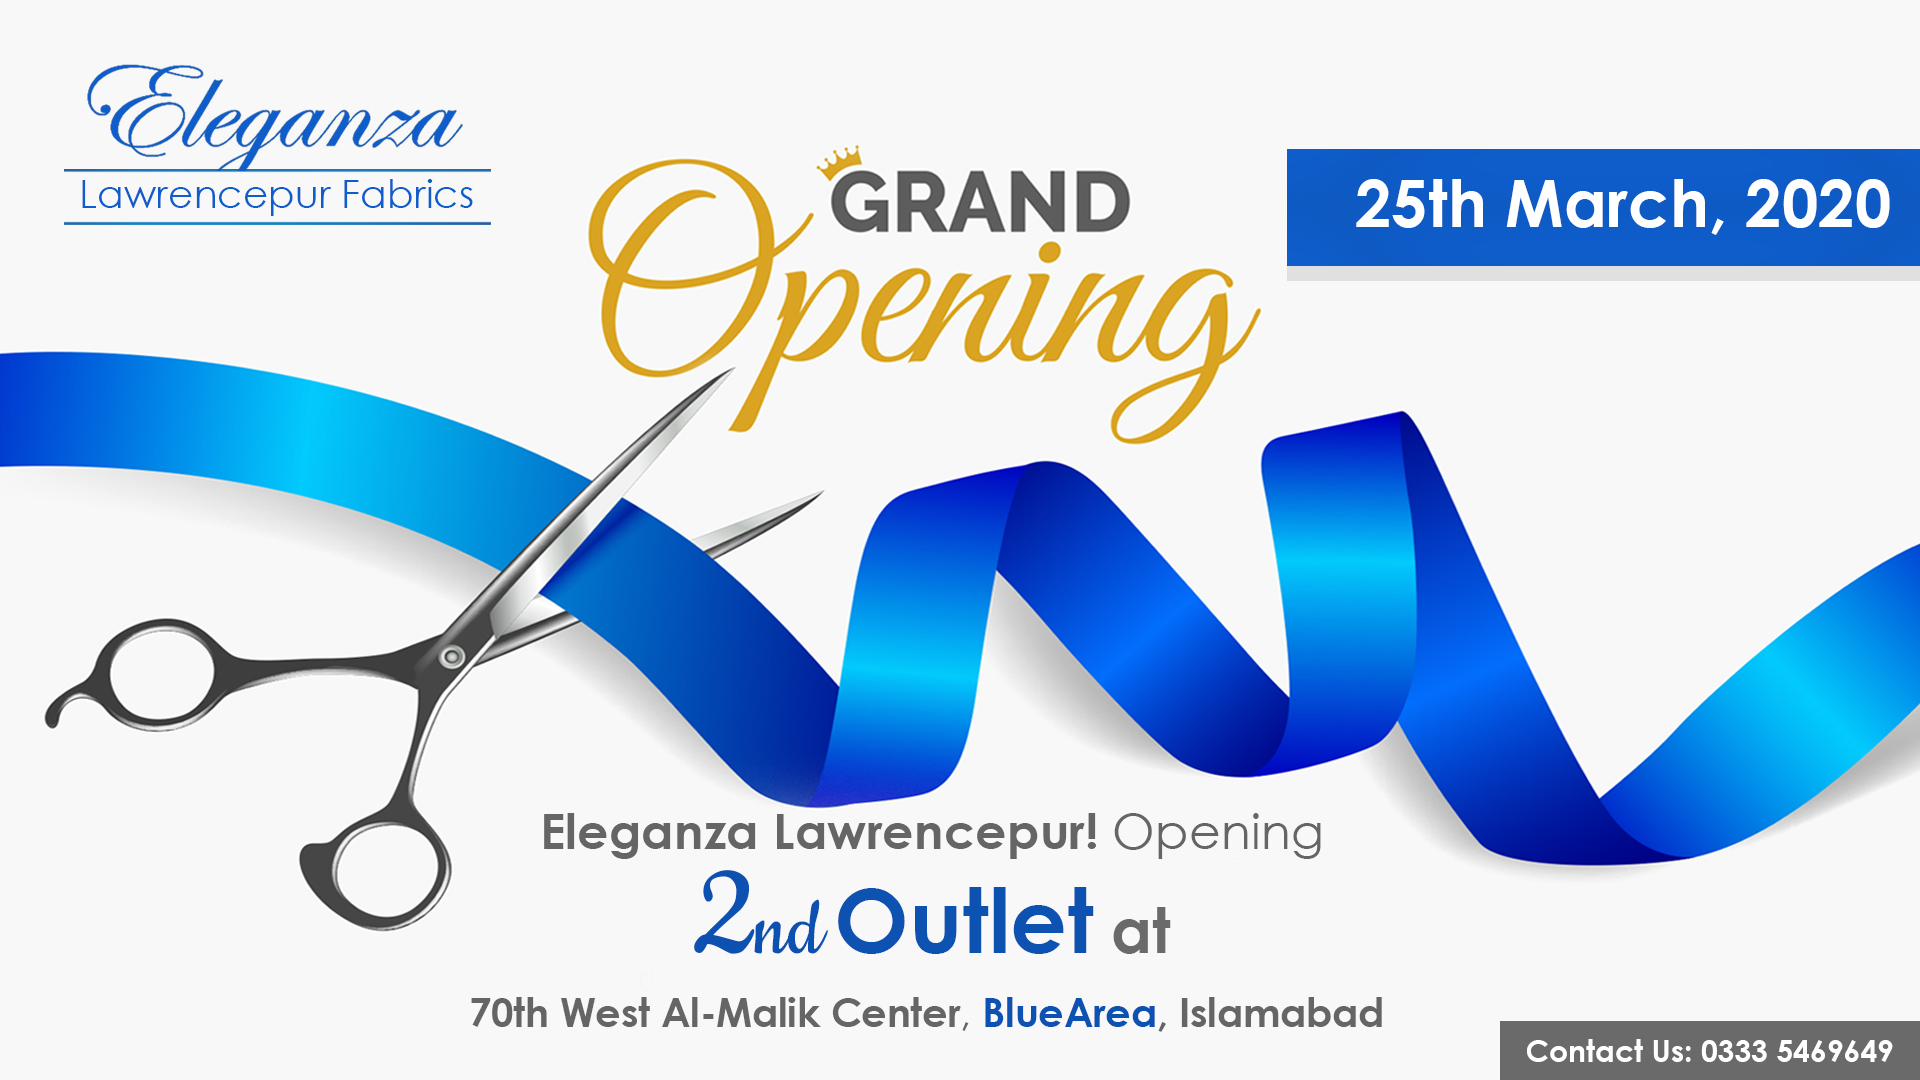 Eleganza
Lawrencepur Fabrics
GRAND
Opening
25th March, 2020
Eleganza Lawrencepur! Opening
2nd Outlet at
70th West Al-Malik Center, BlueArea, Islamabad
Contact Us: 0333 5469649